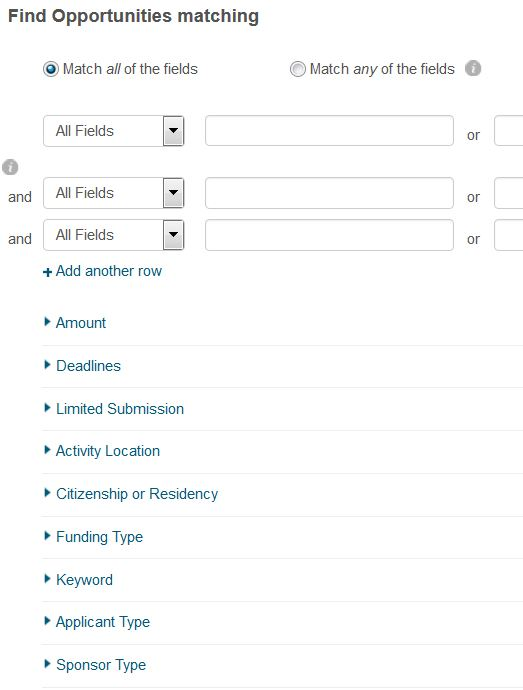 Find Opportunities matching
Match all of the fields Match any of the fields i
All Fields or
i
and All Fields or
and All Fields or
+ Add another row
Amount
Deadlines
Limited Submission
Activity Location
Citizenship or Residency
Funding Type
Keyword
Applicant Type
Sponsor Type